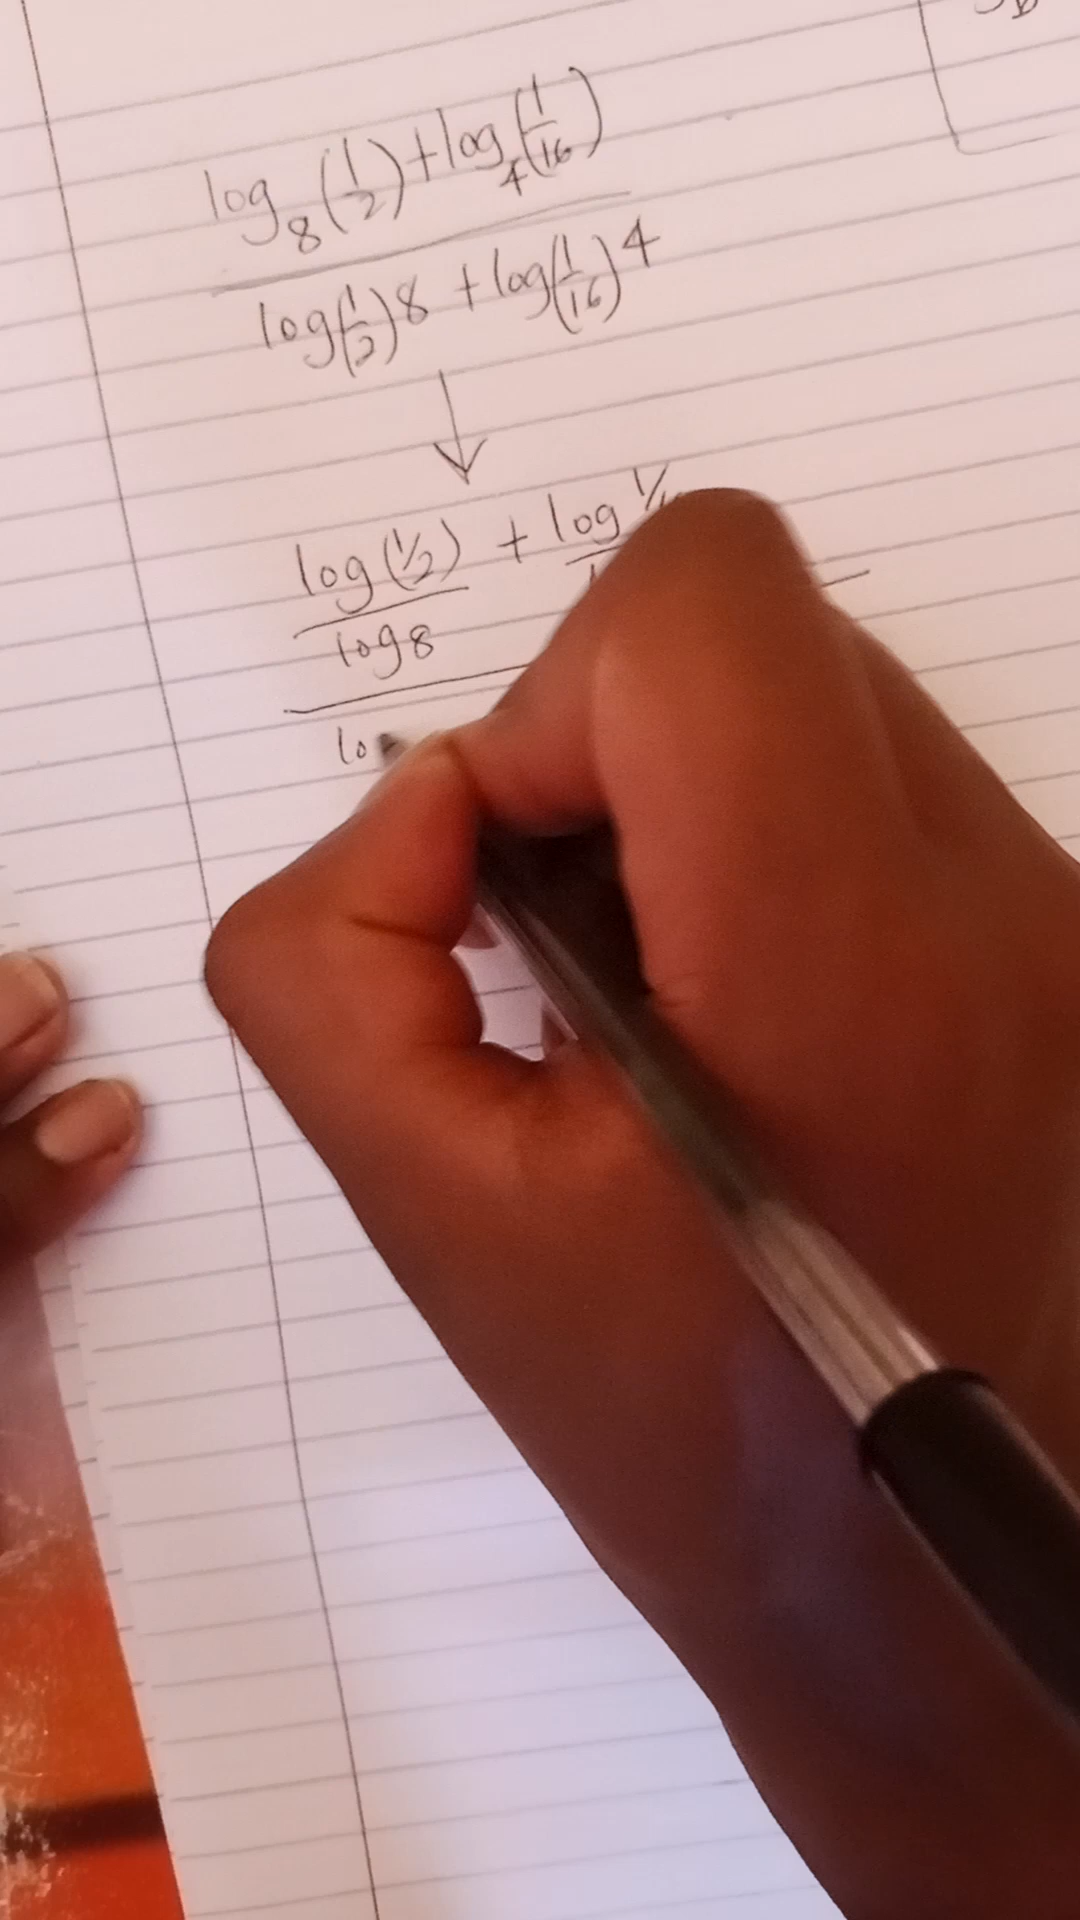 log₈(1/2) + log₄(1/16)
log(1/2)8 + log(1/16)4
log(1/2) + log
log8
lo